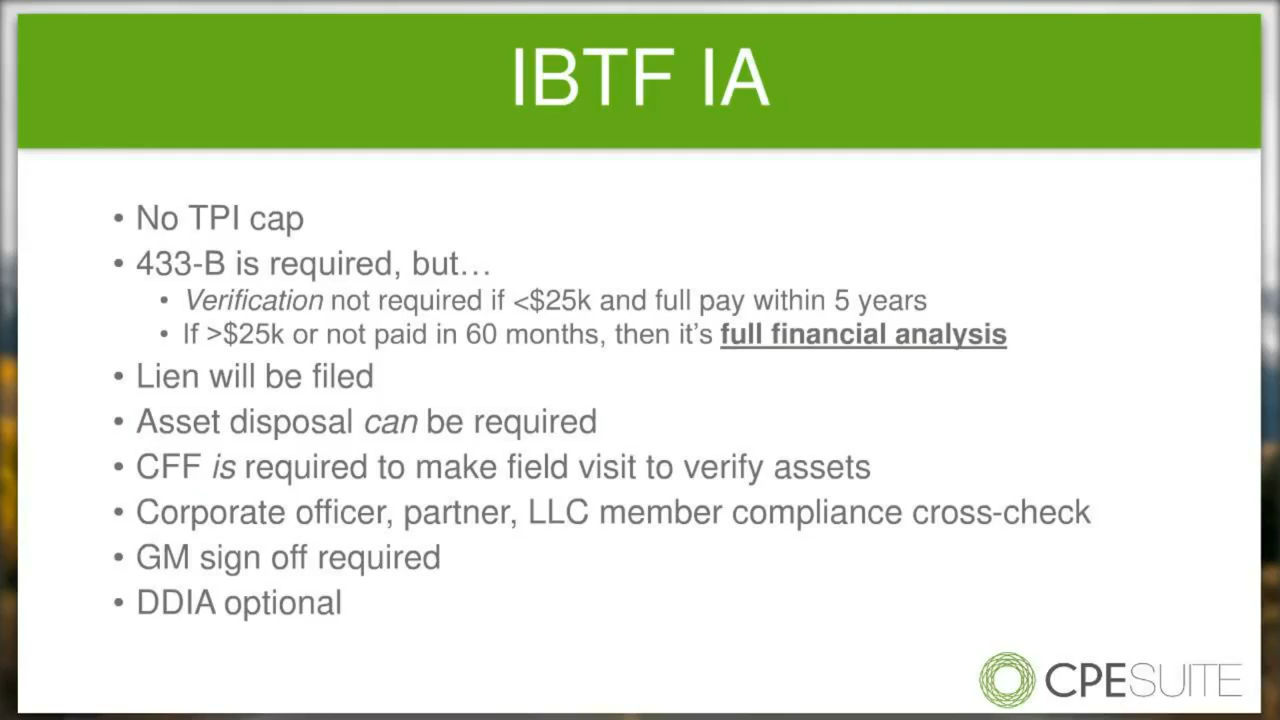 IBTF IA
• No TPI cap
• 433-B is required, but…
• Verification not required if <$25k and full pay within 5 years
• If >$25k or not paid in 60 months, then it’s full financial analysis
• Lien will be filed
• Asset disposal can be required
• CFF is required to make field visit to verify assets
• Corporate officer, partner, LLC member compliance cross-check
• GM sign off required
• DDIA optional
CPESUITE